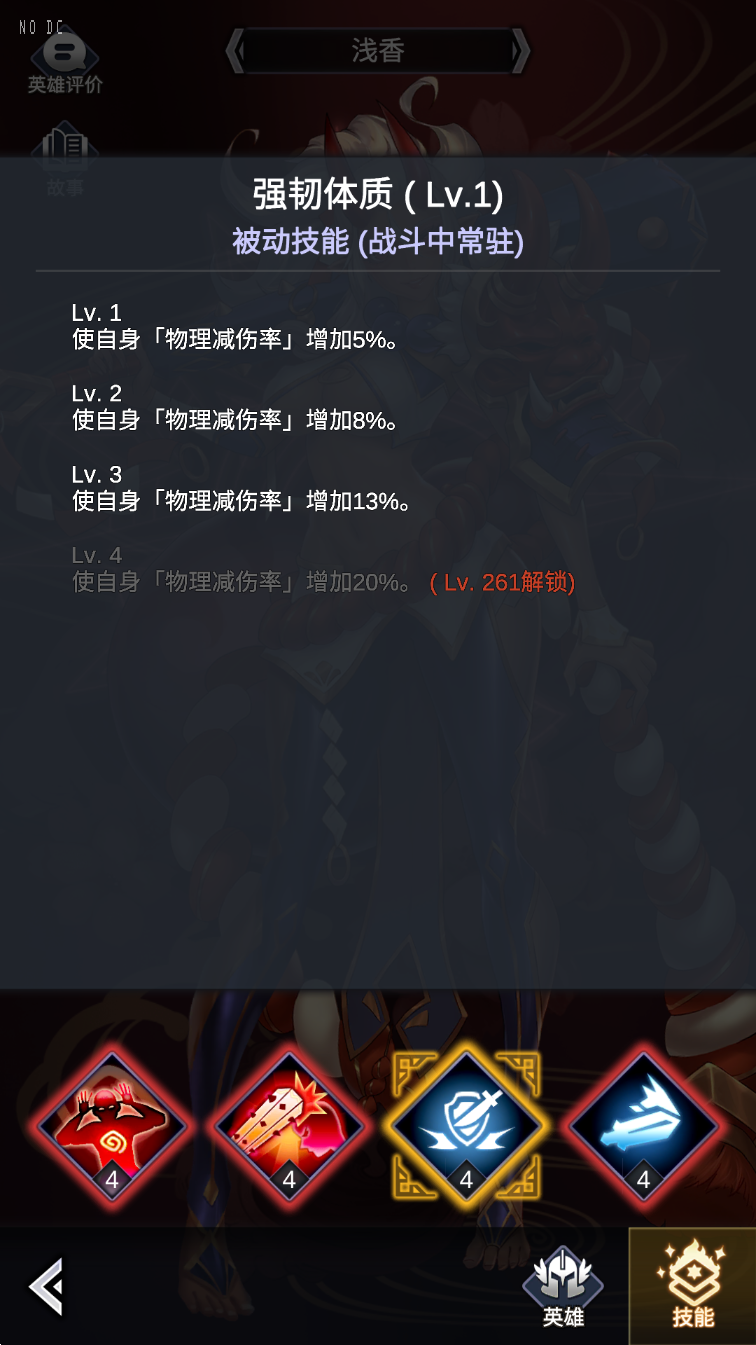 NO DC
浅香
英雄评价
故事
强韧体质 ( Lv.1)
被动技能 (战斗中常驻)
Lv. 1
使自身「物理减伤率」增加5%。
Lv. 2
使自身「物理减伤率」增加8%。
Lv. 3
使自身「物理减伤率」增加13%。
Lv. 4
使自身「物理减伤率」增加20%。 ( Lv. 261解锁)
4 4 4 4
英雄 技能